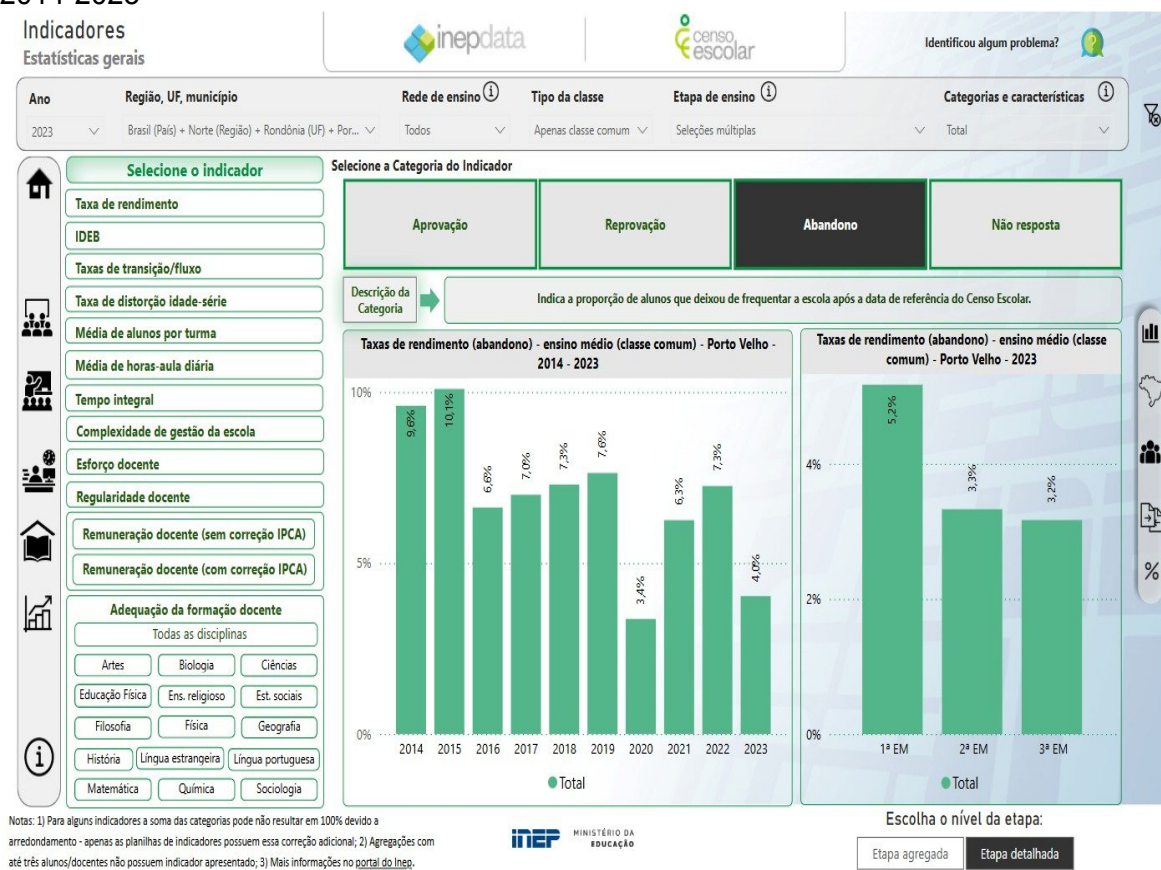 2014-2023
Indicadores
Estatísticas gerais
inepdata
censo
escolar
Identificou algum problema?
Ano
Região, UF, município
Rede de ensino
Tipo da classe
Etapa de ensino
Categorias e características
2023
Brasil (País) + Norte (Região) + Rondônia (UF) + Por...
Todos
Apenas classe comum
Seleções múltiplas
Total
Selecione o indicador
Taxa de rendimento
IDEB
Taxas de transição/fluxo
Taxa de distorção idade-série
Média de alunos por turma
Média de horas-aula diária
Tempo integral
Complexidade de gestão da escola
Esforço docente
Regularidade docente
Remuneração docente (sem correção IPCA)
Remuneração docente (com correção IPCA)
Adequação da formação docente
Todas as disciplinas
Artes
Biologia
Ciências
Educação Física
Ens. religioso
Est. sociais
Filosofia
Física
Geografia
História
Língua estrangeira
Língua portuguesa
Matemática
Química
Sociologia
Selecione a Categoria do Indicador
Aprovação
Reprovação
Abandono
Não resposta
Descrição da
Categoria
Indica a proporção de alunos que deixou de frequentar a escola após a data de referência do Censo Escolar.
Taxas de rendimento (abandono) - ensino médio (classe comum) - Porto Velho -
2014 - 2023
10%
5%
0%
9,6%
10,1%
6,6%
7,0%
7,3%
7,6%
3,4%
6,3%
7,3%
4,0%
2014 2015 2016 2017 2018 2019 2020 2021 2022 2023
Total
Taxas de rendimento (abandono) - ensino médio (classe
comum) - Porto Velho - 2023
4%
2%
0%
5,2%
3,3%
3,2%
1ª EM 2ª EM 3ª EM
Total
%
Notas: 1) Para alguns indicadores a soma das categorias pode não resultar em 100% devido a
arredondamento - apenas as planilhas de indicadores possuem essa correção adicional; 2) Agregações com
até três alunos/docentes não possuem indicador apresentado; 3) Mais informações no portal do Inep.
inep
MINISTÉRIO DA
EDUCAÇÃO
Escolha o nível da etapa:
Etapa agregada
Etapa detalhada